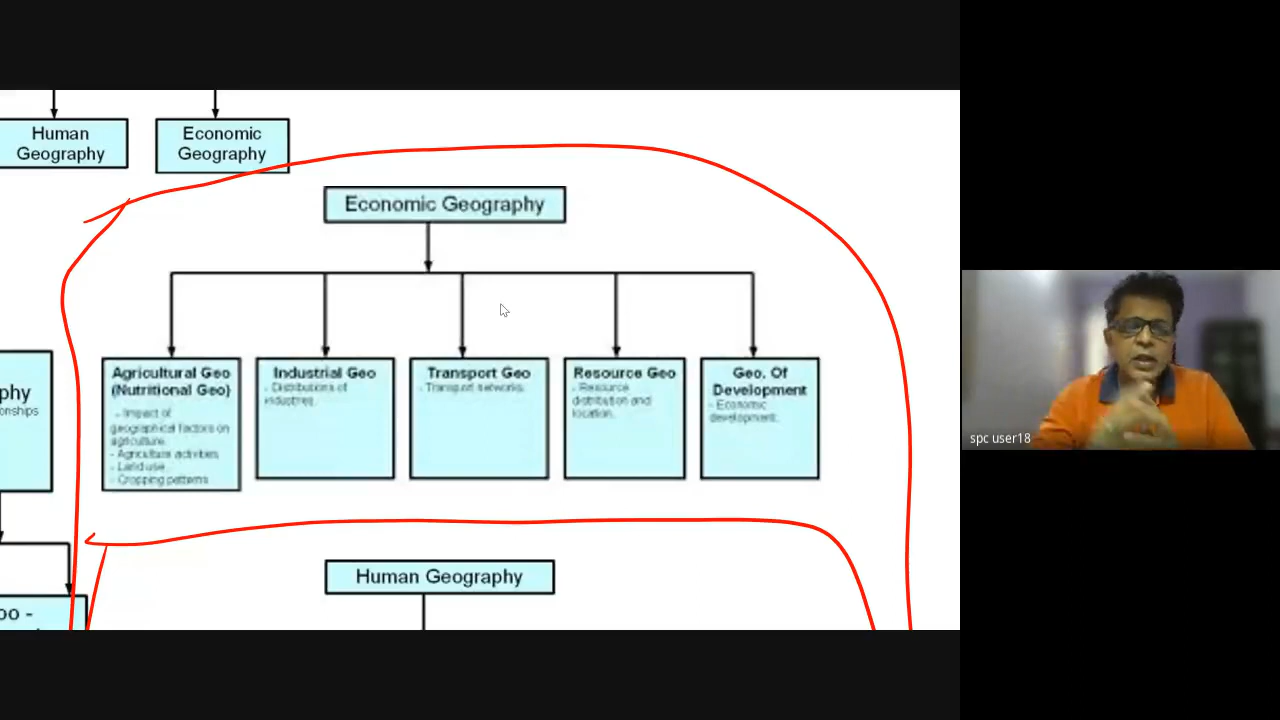 Human
Geography
Economic
Geography
Economic Geography
phy
onships
Agricultural Geo
(Nutritional Geo)
- Impact of
geographical factors on
agriculture.
- Agriculture activities
- Land use
- Cropping patterns
Industrial Geo
- Distributions of
industries.
Transport Geo
- Transport networks.
Resource Geo
- Resource
distribution and
location.
Geo. Of
Development
- Economic
development.
oo -
Human Geography
spc user18